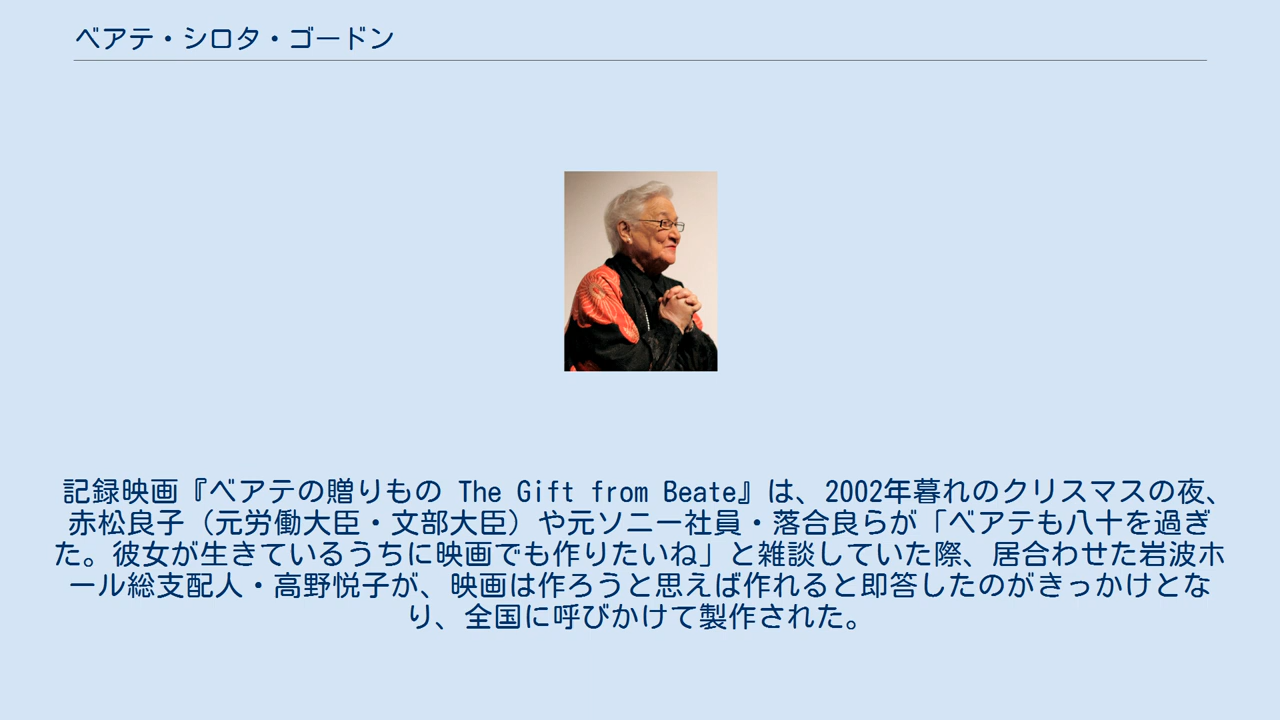 ベアテ・シロタ・ゴードン
記録映画『ベアテの贈りもの The Gift from Beate』は、2002年暮れのクリスマスの夜、
赤松良子（元労働大臣・文部大臣）や元ソニー社員・落合良らが「ベアテも八十を過ぎ
た。彼女が生きているうちに映画でも作りたいね」と雑談していた際、居合わせた岩波ホ
ール総支配人・高野悦子が、映画は作ろうと思えば作れると即答したのがきっかけとな
り、全国に呼びかけて製作された。